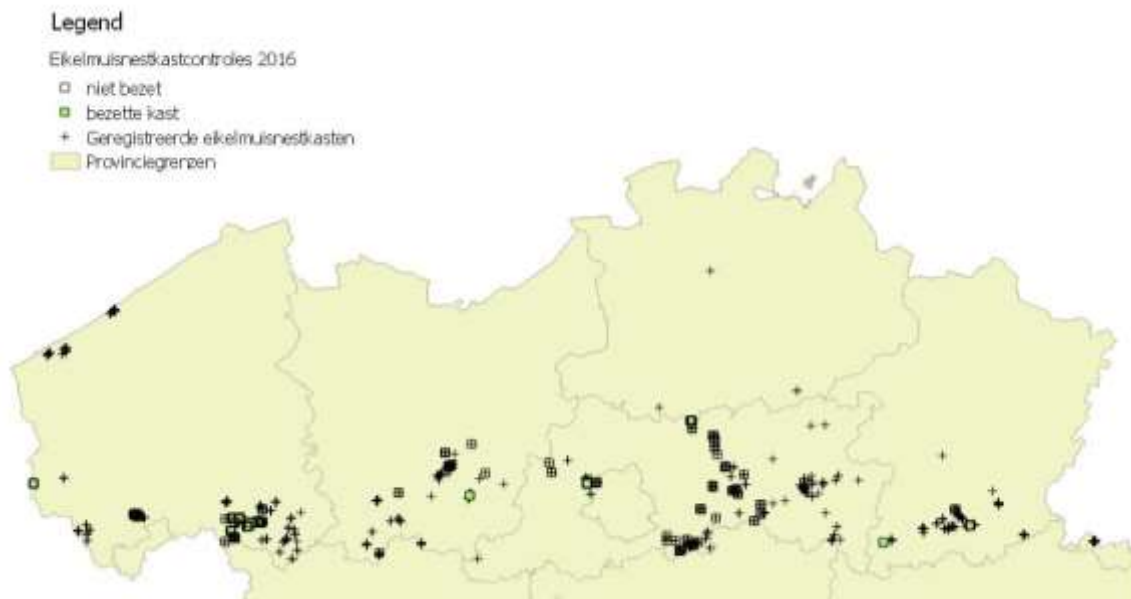 Legend
Eikelmuisnestkastcontroles 2016
niet bezet
bezette kast
Geregistreerde eikelmuisnestkasten
Provinciegrenzen